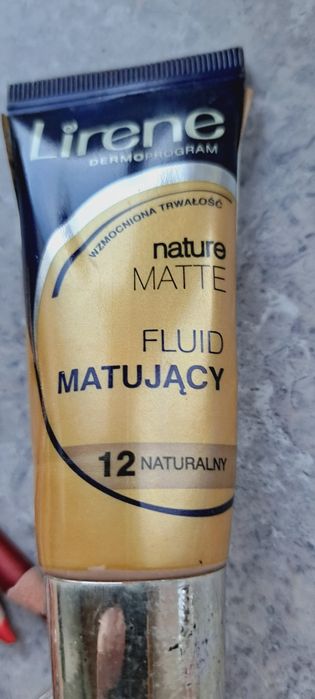 Lirene
DERMOPROGRAM
WZMOCNIONA TRWAŁOŚĆ
nature
MATTE
FLUID
MATUJĄCY
12 NATURALNY